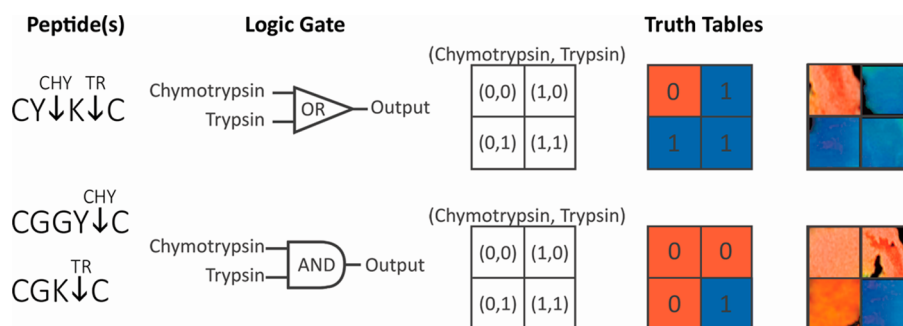 Peptide(s) Logic Gate Truth Tables
(Chymotrypsin, Trypsin)
CHY TR
CY↓K↓C
Chymotrypsin
Trypsin
OR
Output
(0,0) (1,0)
(0,1) (1,1)
0 1
1 1
CHY
CGGY↓C
TR
CGK↓C
(Chymotrypsin, Trypsin)
Chymotrypsin
Trypsin
AND
Output
(0,0) (1,0)
(0,1) (1,1)
0 0
0 1